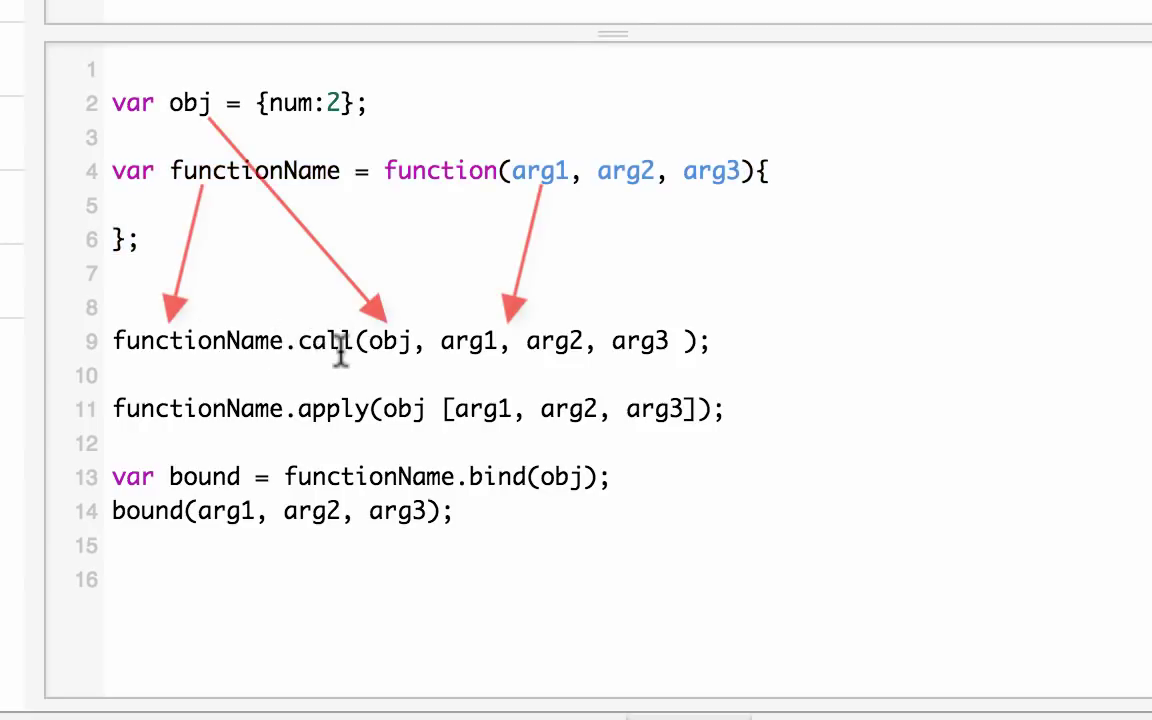 1
2 var obj = {num:2};
3
4 var functionName = function(arg1, arg2, arg3){
5
6 };
7
8
9 functionName.call(obj, arg1, arg2, arg3 );
10
11 functionName.apply(obj [arg1, arg2, arg3]);
12
13 var bound = functionName.bind(obj);
14 bound(arg1, arg2, arg3);
15
16